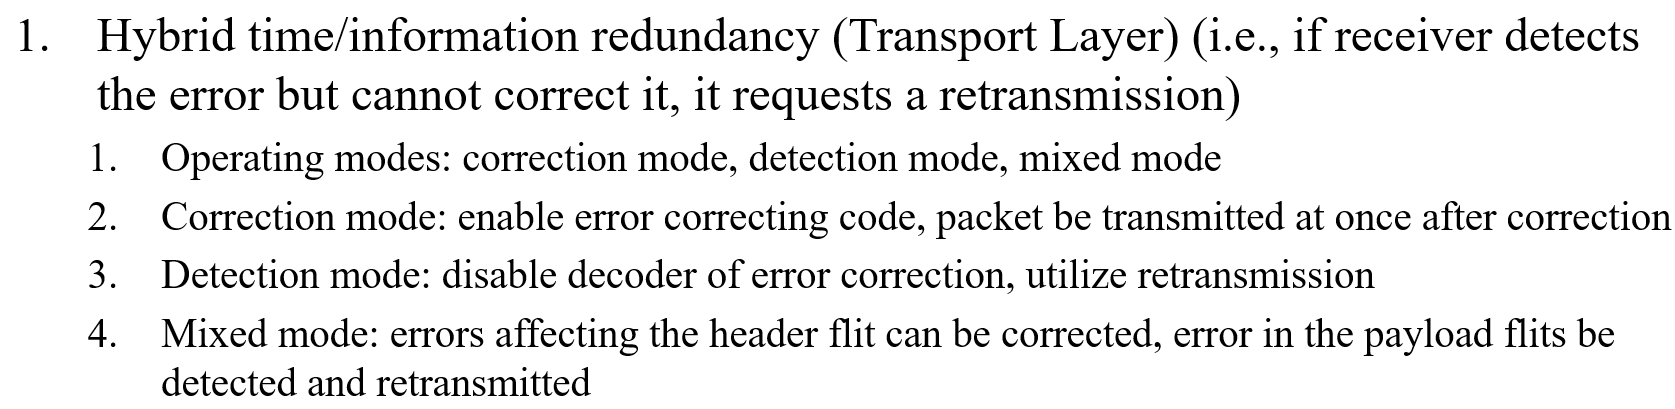 1. Hybrid time/information redundancy (Transport Layer) (i.e., if receiver detects
the error but cannot correct it, it requests a retransmission)
1. Operating modes: correction mode, detection mode, mixed mode
2. Correction mode: enable error correcting code, packet be transmitted at once after correction
3. Detection mode: disable decoder of error correction, utilize retransmission
4. Mixed mode: errors affecting the header flit can be corrected, error in the payload flits be
detected and retransmitted